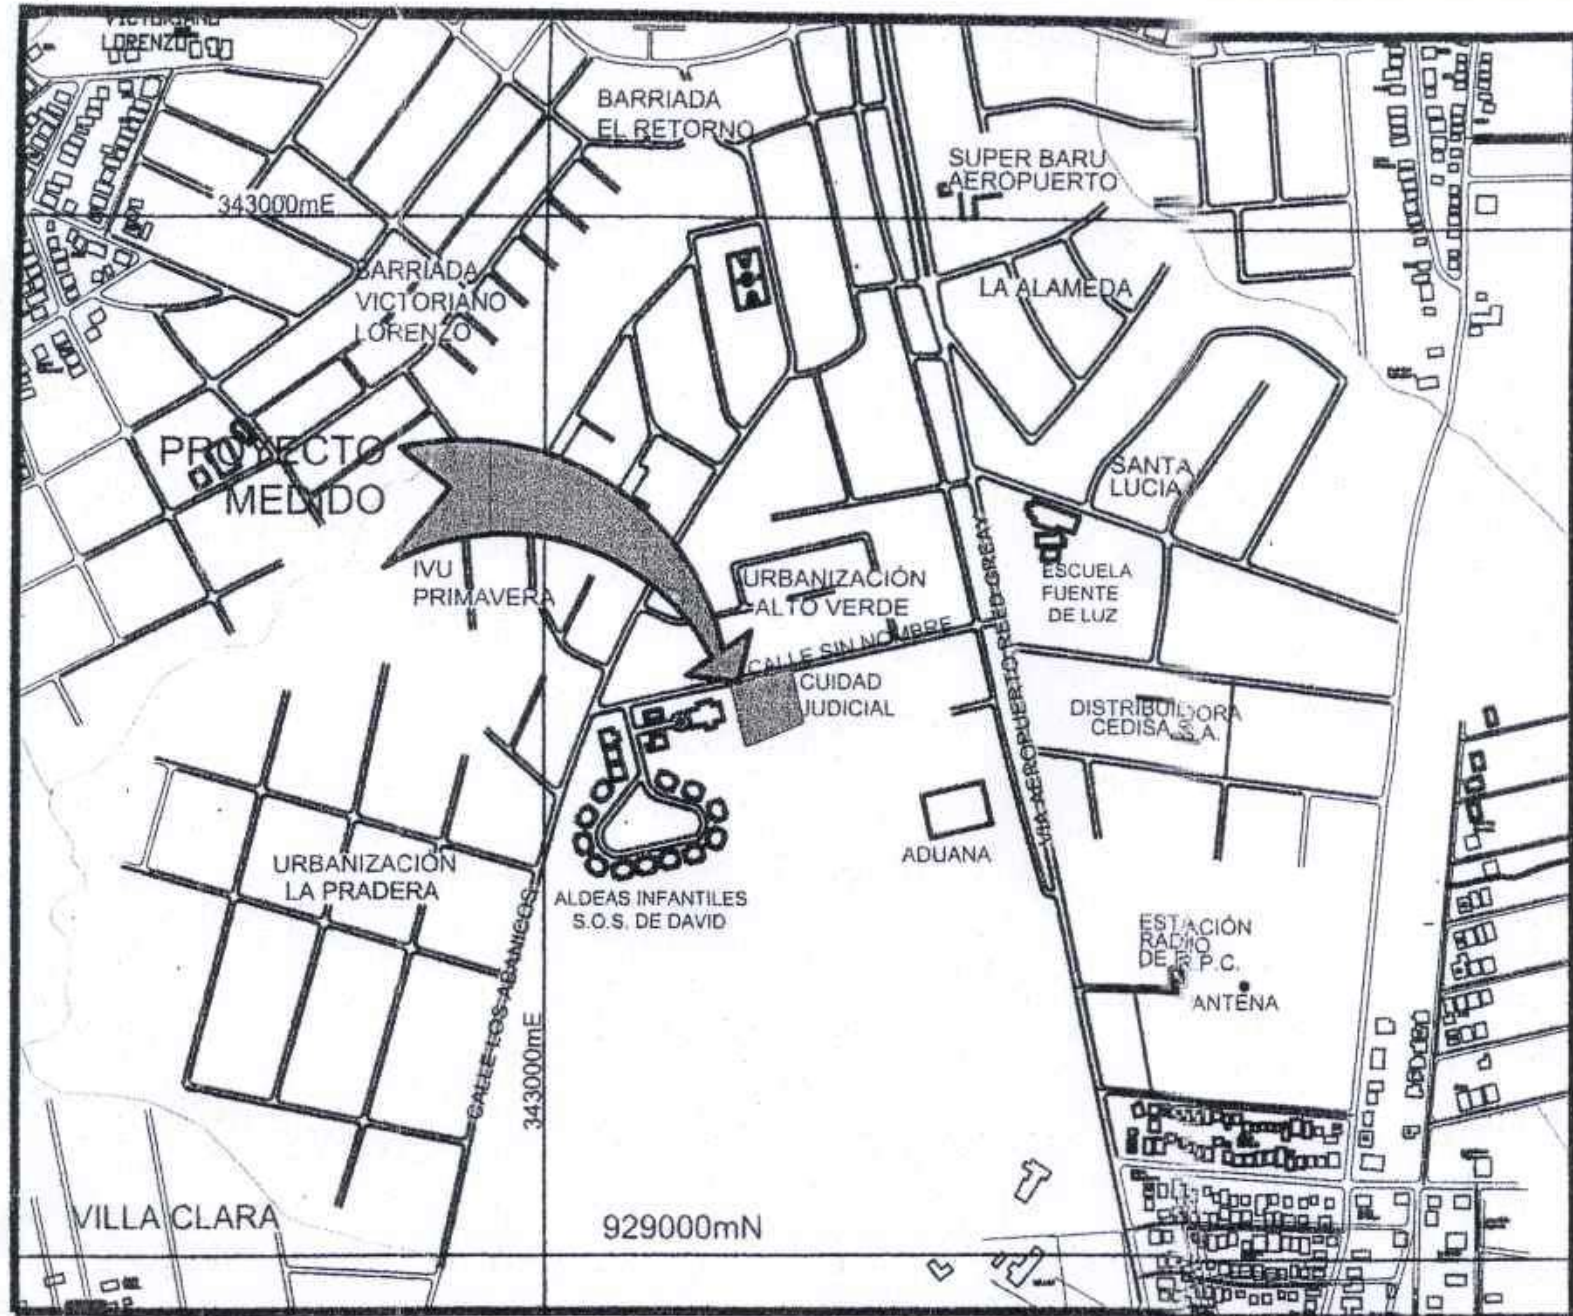 VICTORIANO
LORENZO
BARRIADA
EL RETORNO
SUPER BARU
AEROPUERTO
343000mE
BARRIADA
VICTORIANO
LORENZO
LA ALAMEDA
PROYECTO
MEDIDO
SANTA
LUCIA
IVU
PRIMAVERA
URBANIZACIÓN
ALTO VERDE
ESCUELA
FUENTE
DE LUZ
CALLE SIN NOMBRE
VIA AEROPUERTO REED GREAY
CUIDAD
JUDICIAL
DISTRIBUIDORA
CEDISA, S.A.
ADUANA
URBANIZACIÓN
LA PRADERA
ALDEAS INFANTILES
S.O.S. DE DAVID
CALLE LOS ABANICOS
ESTACIÓN
RADIO
DE R.P.C.
ANTENA
343000mE
VILLA CLARA
929000mN